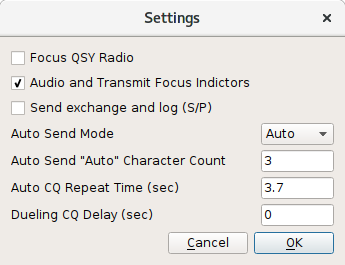 Settings
Focus QSY Radio
Audio and Transmit Focus Indictors
Send exchange and log (S/P)
Auto Send Mode Auto
Auto Send "Auto" Character Count 3
Auto CQ Repeat Time (sec) 3.7
Dueling CQ Delay (sec) 0
Cancel OK